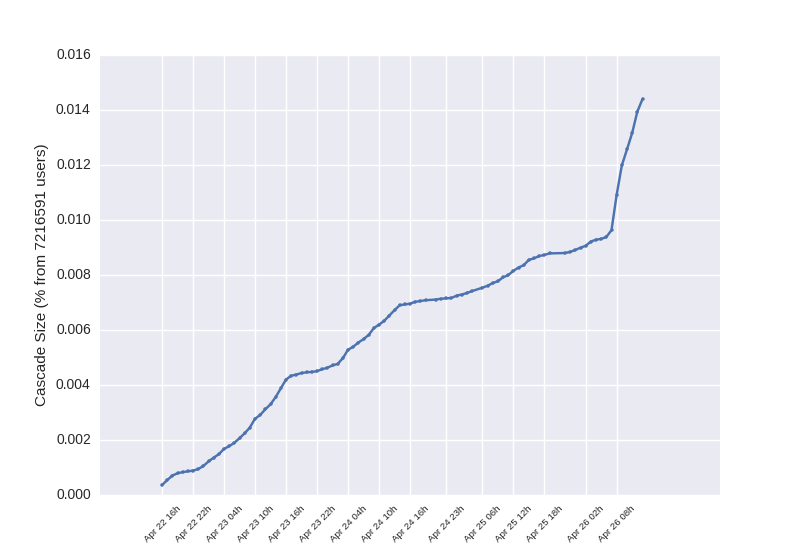 0.016
0.014
0.012
0.010
0.008
0.006
0.004
0.002
0.000
Cascade Size (% from 7216591 users)
Apr 22 16h
Apr 22 22h
Apr 23 04h
Apr 23 10h
Apr 23 16h
Apr 23 22h
Apr 24 04h
Apr 24 10h
Apr 24 16h
Apr 24 23h
Apr 25 06h
Apr 25 12h
Apr 25 18h
Apr 26 02h
Apr 26 08h